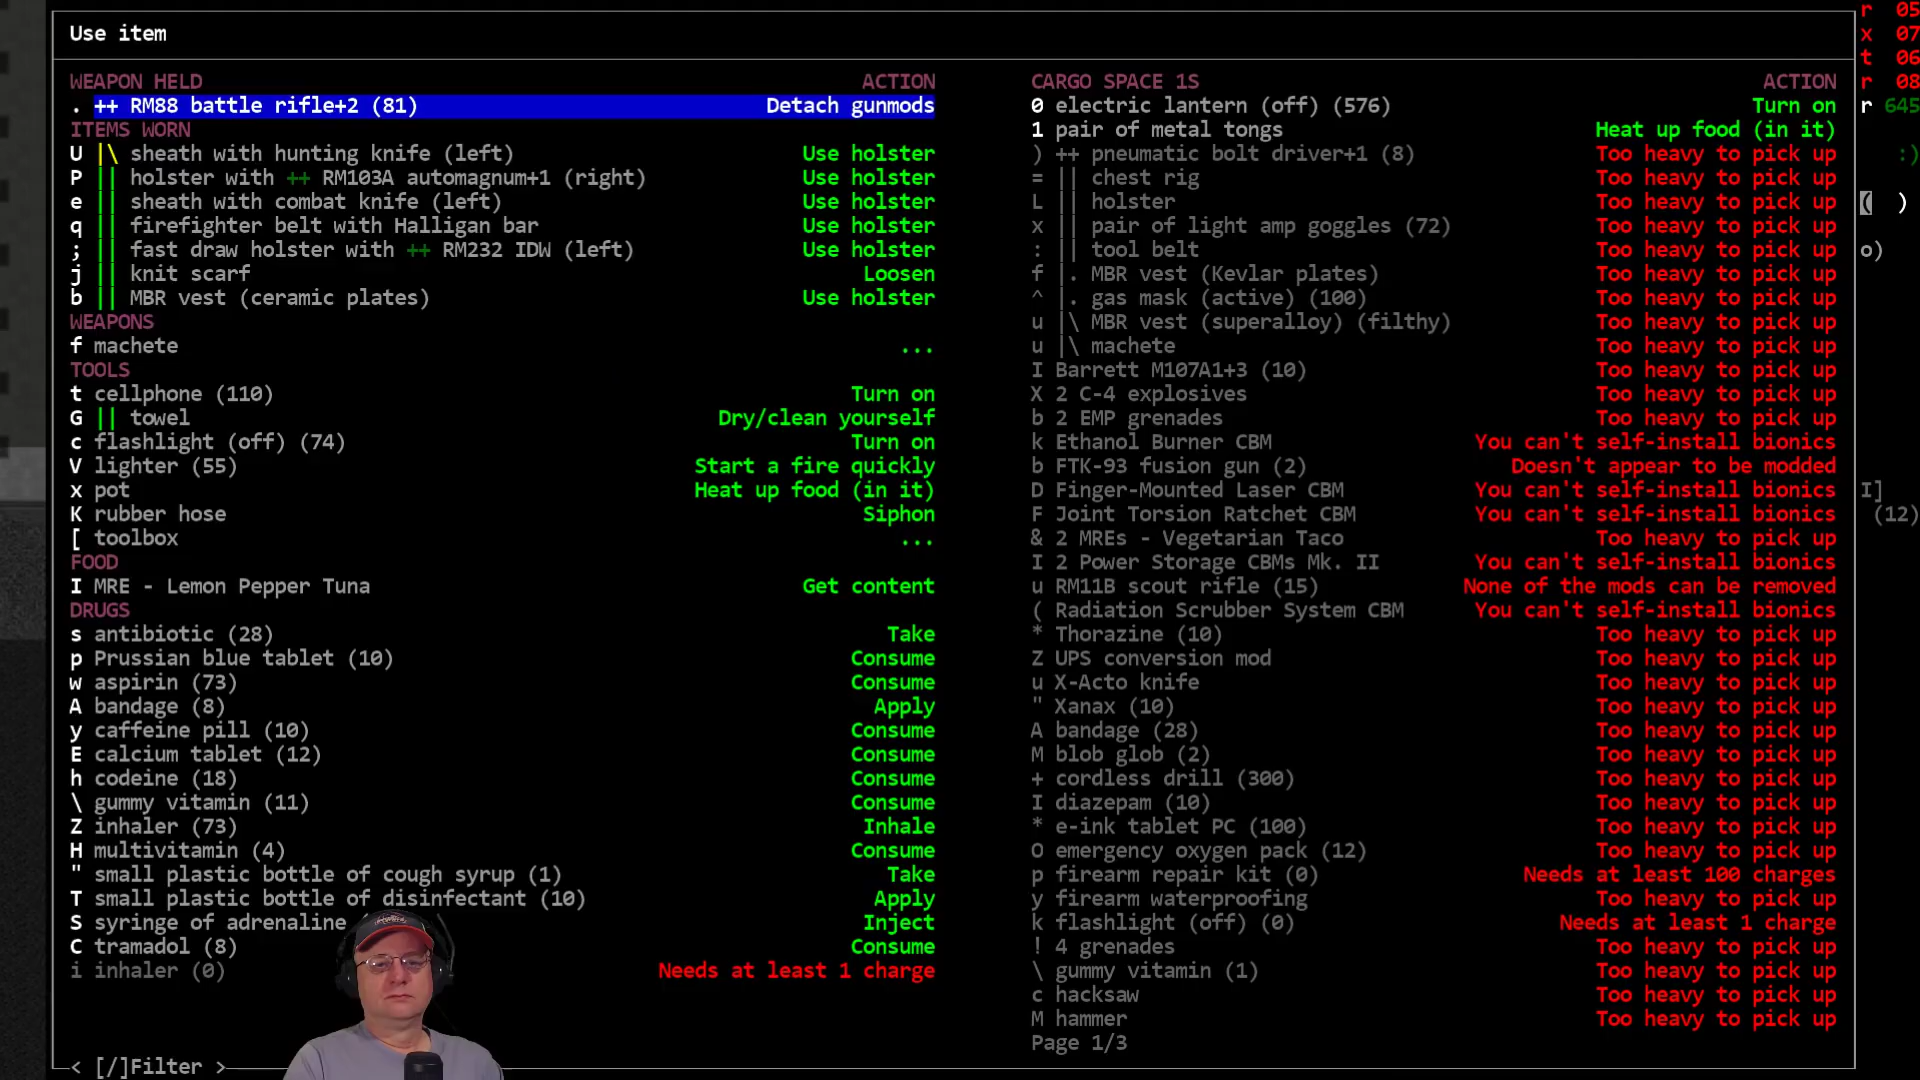 Use item
WEAPON HELD ACTION
. ++ RM88 battle rifle+2 (81) Detach gunmods
ITEMS WORN
U |\ sheath with hunting knife (left) Use holster
P || holster with ++ RM103A automagnum+1 (right) Use holster
e || sheath with combat knife (left) Use holster
q || firefighter belt with Halligan bar Use holster
; || fast draw holster with ++ RM232 IDW (left) Use holster
j || knit scarf Loosen
b || MBR vest (ceramic plates) Use holster
WEAPONS
f machete ...
TOOLS
t cellphone (110) Turn on
G || towel Dry/clean yourself
c flashlight (off) (74) Turn on
V lighter (55) Start a fire quickly
x pot Heat up food (in it)
K rubber hose Siphon
[ toolbox ...
FOOD
I MRE - Lemon Pepper Tuna Get content
DRUGS
s antibiotic (28) Take
p Prussian blue tablet (10) Consume
w aspirin (73) Consume
A bandage (8) Apply
y caffeine pill (10) Consume
E calcium tablet (12) Consume
h codeine (18) Consume
\ gummy vitamin (11) Consume
Z inhaler (73) Inhale
H multivitamin (4) Consume
" small plastic bottle of cough syrup (1) Take
T small plastic bottle of disinfectant (10) Apply
S syringe of adrenaline Inject
C tramadol (8) Consume
i inhaler (0) Needs at least 1 charge
< [/]Filter >
CARGO SPACE 1S ACTION
0 electric lantern (off) (576) Turn on
1 pair of metal tongs Heat up food (in it)
) ++ pneumatic bolt driver+1 (8) Too heavy to pick up
= || chest rig Too heavy to pick up
L || holster Too heavy to pick up
x || pair of light amp goggles (72) Too heavy to pick up
: || tool belt Too heavy to pick up
f |. MBR vest (Kevlar plates) Too heavy to pick up
^ |. gas mask (active) (100) Too heavy to pick up
u |\ MBR vest (superalloy) (filthy) Too heavy to pick up
u |\ machete Too heavy to pick up
I Barrett M107A1+3 (10) Too heavy to pick up
X 2 C-4 explosives Too heavy to pick up
b 2 EMP grenades Too heavy to pick up
k Ethanol Burner CBM You can't self-install bionics
b FTK-93 fusion gun (2) Doesn't appear to be modded
D Finger-Mounted Laser CBM You can't self-install bionics
F Joint Torsion Ratchet CBM You can't self-install bionics
& 2 MREs - Vegetarian Taco Too heavy to pick up
I 2 Power Storage CBMs Mk. II You can't self-install bionics
u RM11B scout rifle (15) None of the mods can be removed
( Radiation Scrubber System CBM You can't self-install bionics
* Thorazine (10) Too heavy to pick up
Z UPS conversion mod Too heavy to pick up
u X-Acto knife Too heavy to pick up
" Xanax (10) Too heavy to pick up
A bandage (28) Too heavy to pick up
M blob glob (2) Too heavy to pick up
+ cordless drill (300) Too heavy to pick up
I diazepam (10) Too heavy to pick up
* e-ink tablet PC (100) Too heavy to pick up
O emergency oxygen pack (12) Too heavy to pick up
p firearm repair kit (0) Needs at least 100 charges
y firearm waterproofing Too heavy to pick up
k flashlight (off) (0) Needs at least 1 charge
! 4 grenades Too heavy to pick up
\ gummy vitamin (1) Too heavy to pick up
c hacksaw Too heavy to pick up
M hammer Too heavy to pick up
Page 1/3
r 05
x 07
t 06
r 08
r 645
:)
( )
o)
I]
(12)